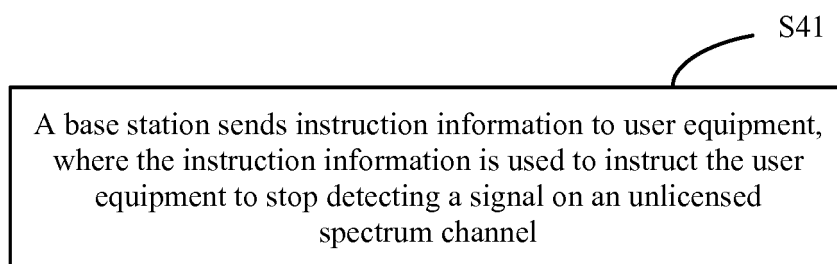 S41
A base station sends instruction information to user equipment,
where the instruction information is used to instruct the user
equipment to stop detecting a signal on an unlicensed
spectrum channel